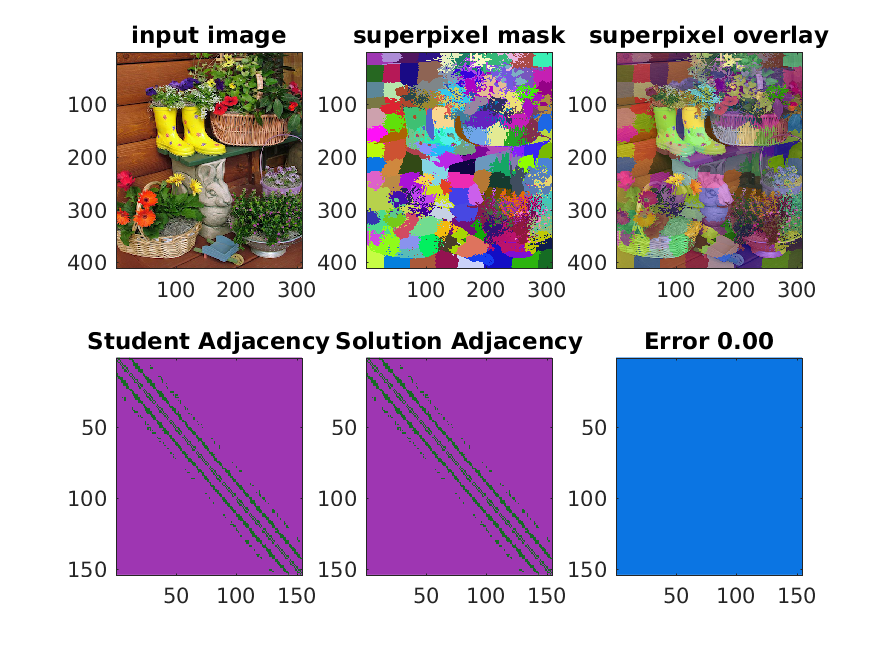 input image superpixel mask superpixel overlay
100 100 100
200 200 200
300 300 300
400 400 400
100 200 300 100 200 300 100 200 300
Student Adjacency Solution Adjacency Error 0.00
50 50 50
100 100 100
150 150 150
50 100 150 50 100 150 50 100 150